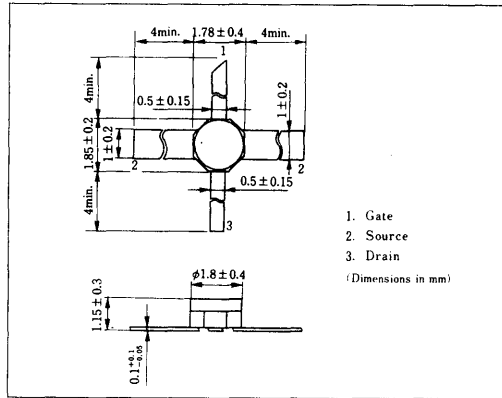 4min. 1.78±0.4 4min.
1
4min.
0.5±0.15
1±0.2
1.85±0.2
1±0.2
2
2
0.5±0.15
4min.
3
1. Gate
2. Source
3. Drain
(Dimensions in mm)
φ1.8±0.4
1.15±0.3
0.1+0.1-0.05